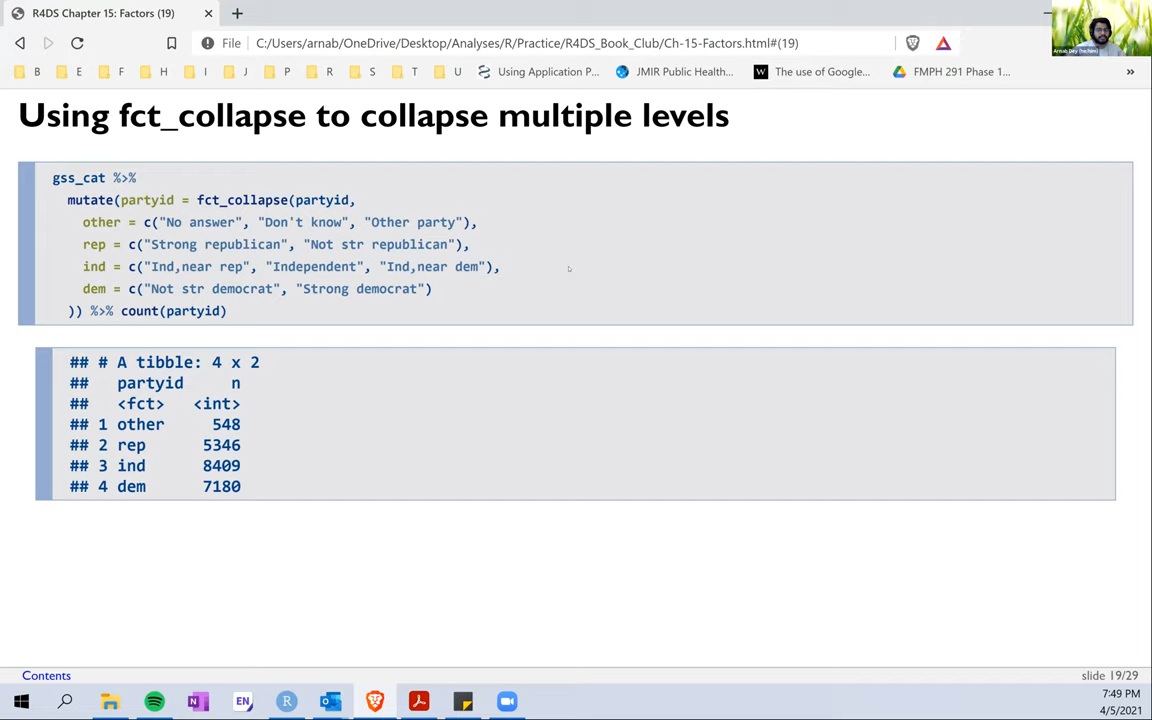 R4DS Chapter 15: Factors (19)
File
C:/Users/arnab/OneDrive/Desktop/Analyses/R/Practice/R4DS_Book_Club/Ch-15-Factors.html#(19)
B E F H I J P R S T U Using Application P... JMIR Public Health... W The use of Google... FMPH 291 Phase 1... »
Using fct_collapse to collapse multiple levels
gss_cat %>%
mutate(partyid = fct_collapse(partyid,
other = c("No answer", "Don't know", "Other party"),
rep = c("Strong republican", "Not str republican"),
ind = c("Ind,near rep", "Independent", "Ind,near dem"),
dem = c("Not str democrat", "Strong democrat")
)) %>% count(partyid)
## # A tibble: 4 x 2
## partyid n
## <fct> <int>
## 1 other 548
## 2 rep 5346
## 3 ind 8409
## 4 dem 7180
Contents
slide 19/29
EN
7:49 PM
4/5/2021